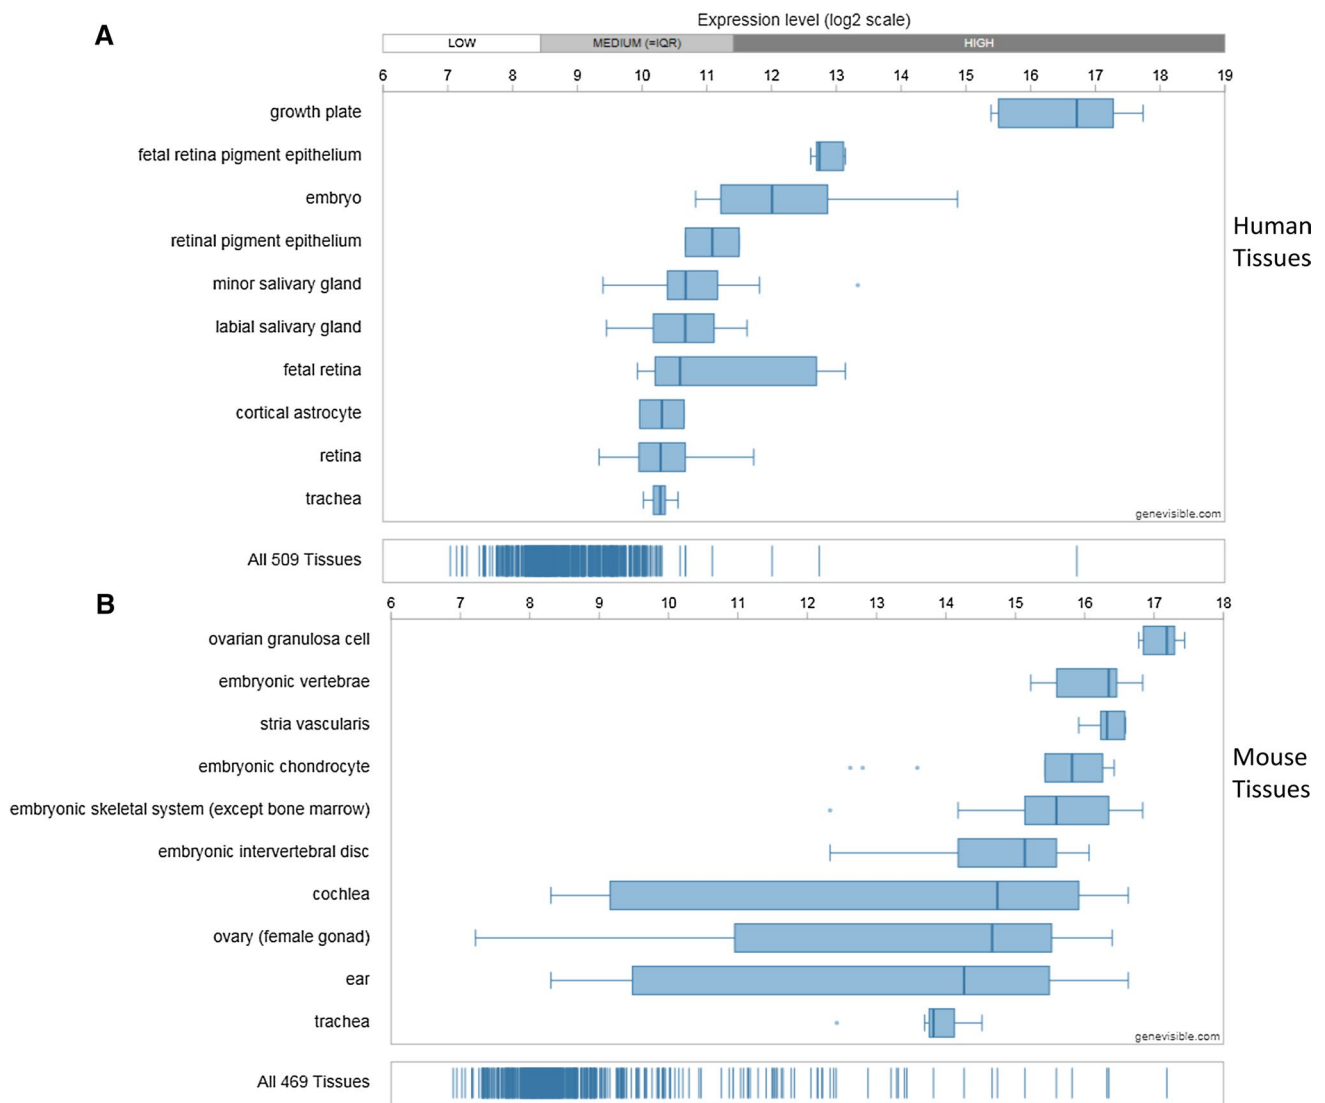 A
Expression level (log2 scale)
LOW MEDIUM (=IQR) HIGH
6 7 8 9 10 11 12 13 14 15 16 17 18 19
growth plate
fetal retina pigment epithelium
embryo
retinal pigment epithelium
minor salivary gland
labial salivary gland
fetal retina
cortical astrocyte
retina
trachea
genevisible.com
Human
Tissues
All 509 Tissues
B
6 7 8 9 10 11 12 13 14 15 16 17 18
ovarian granulosa cell
embryonic vertebrae
stria vascularis
embryonic chondrocyte
embryonic skeletal system (except bone marrow)
embryonic intervertebral disc
cochlea
ovary (female gonad)
ear
trachea
genevisible.com
Mouse
Tissues
All 469 Tissues